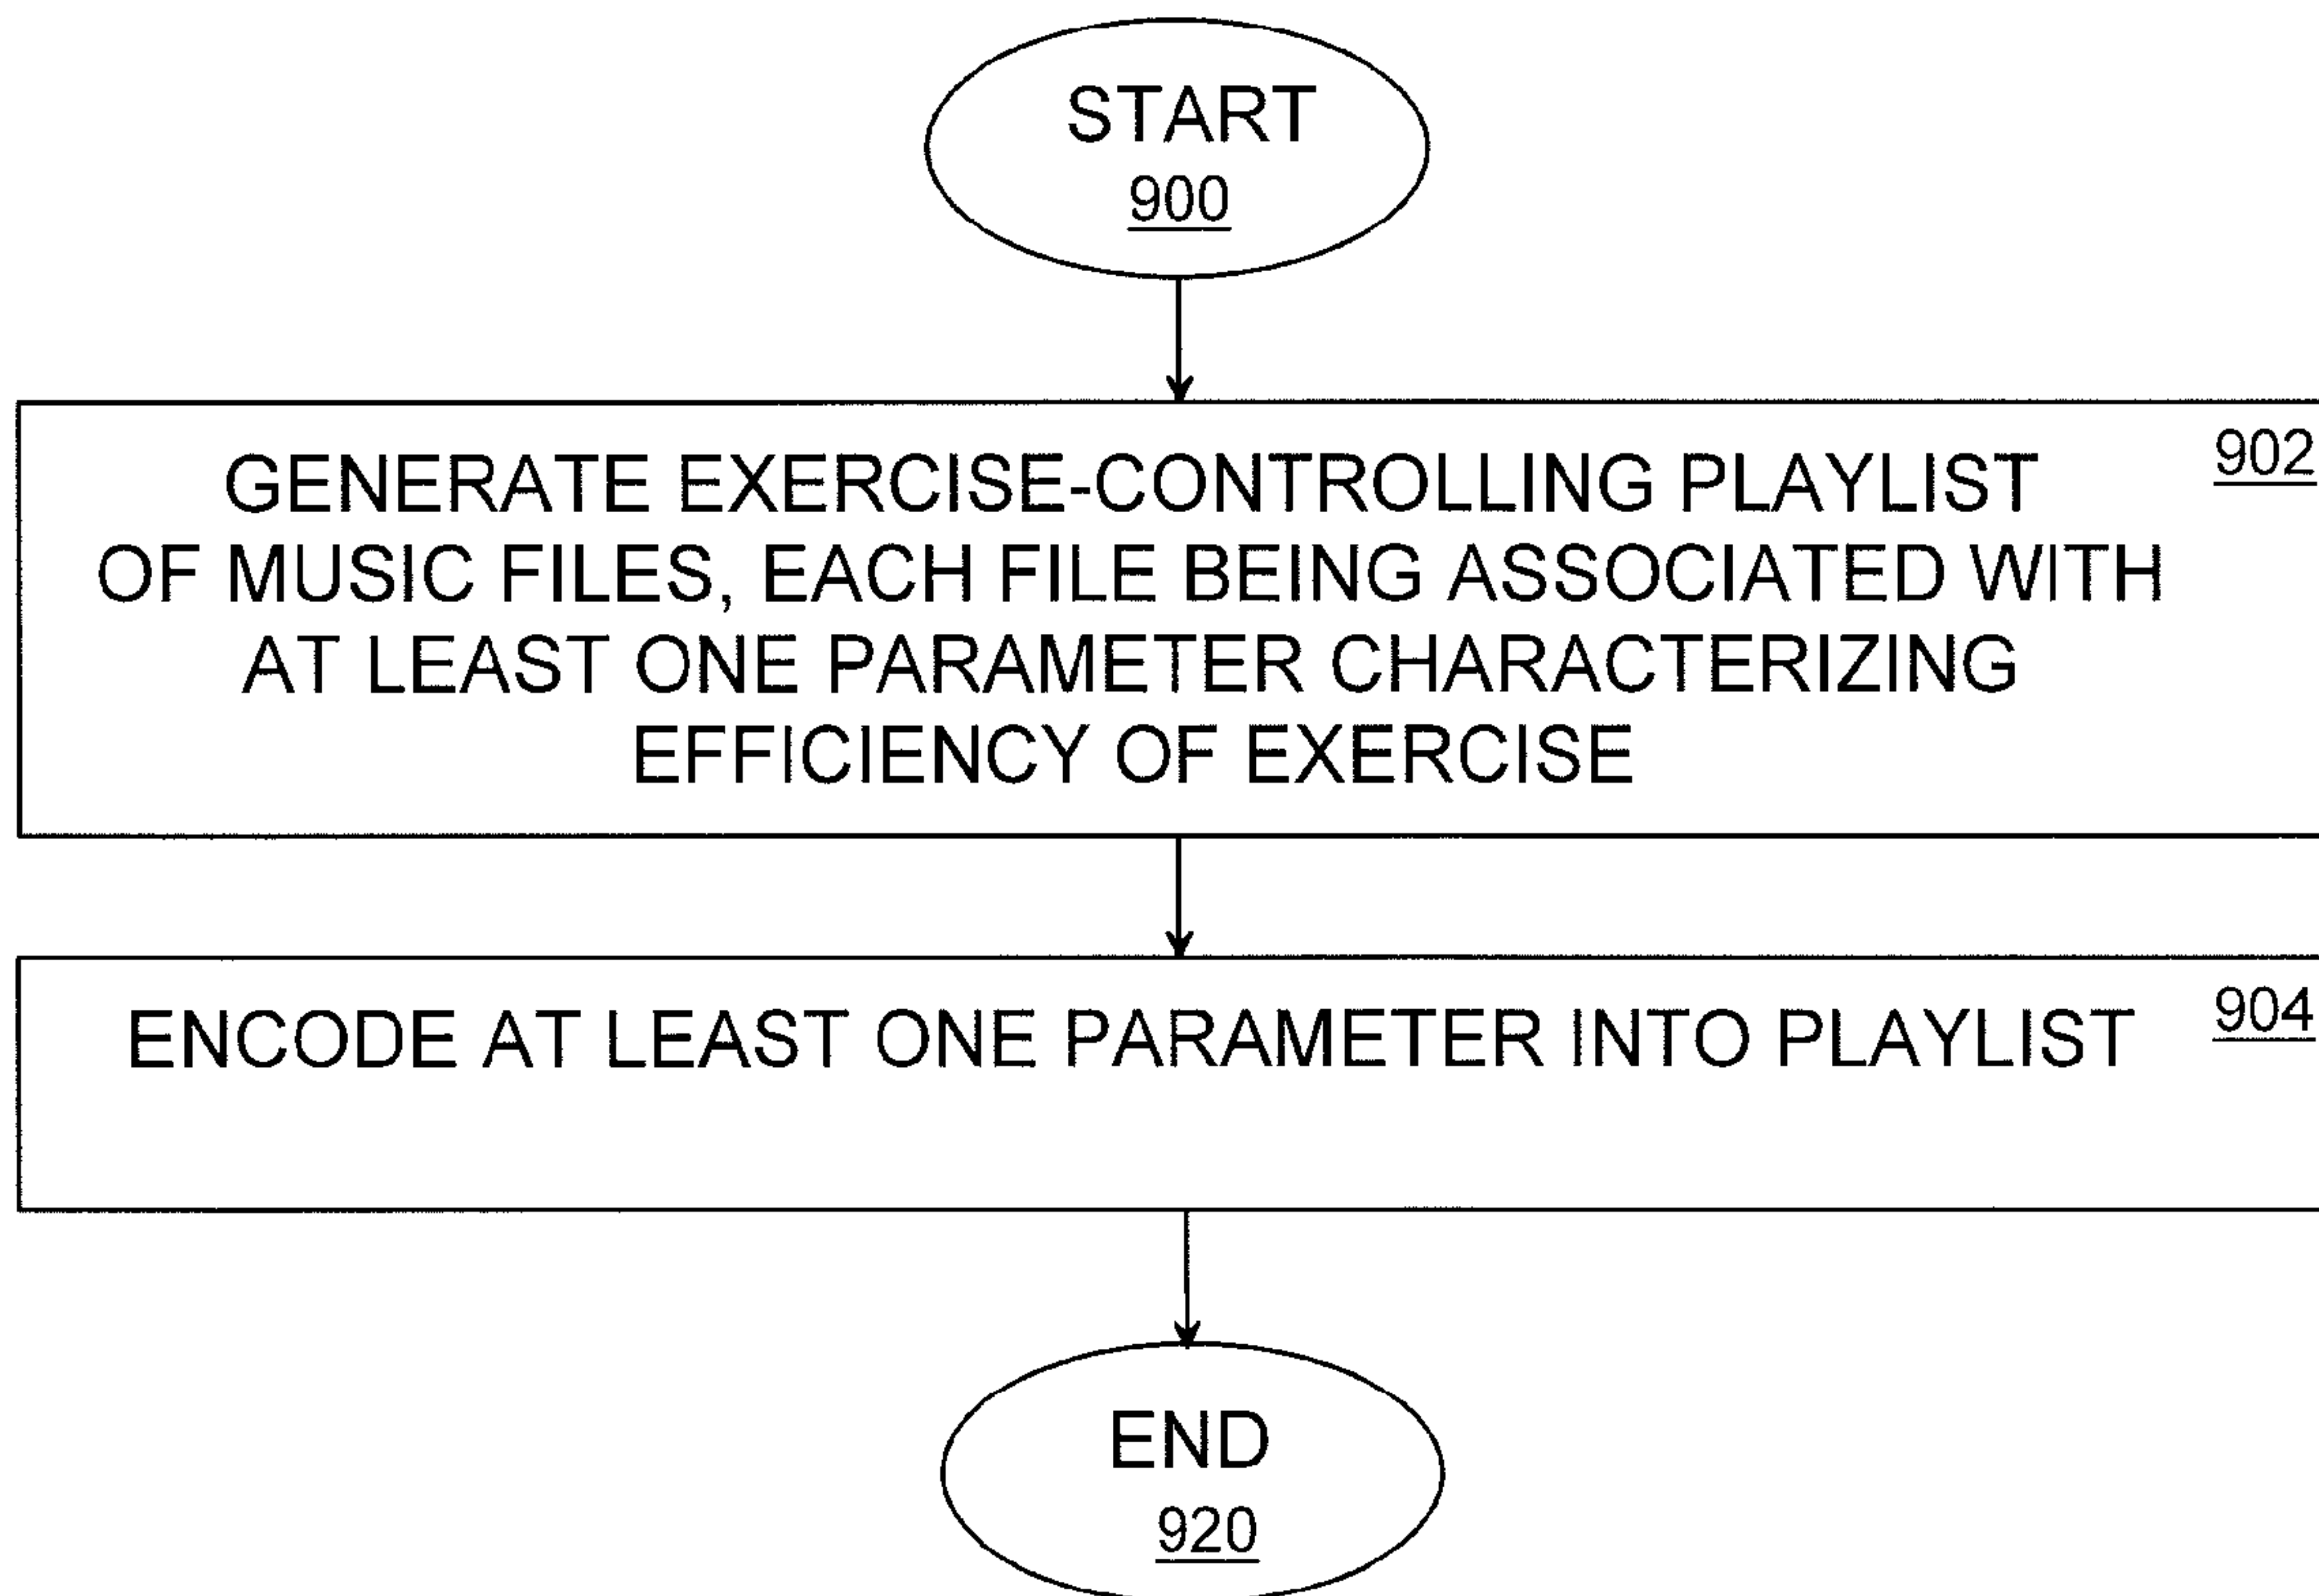 START
900
GENERATE EXERCISE-CONTROLLING PLAYLIST
902
OF MUSIC FILES, EACH FILE BEING ASSOCIATED WITH
AT LEAST ONE PARAMETER CHARACTERIZING
EFFICIENCY OF EXERCISE
ENCODE AT LEAST ONE PARAMETER INTO PLAYLIST
904
END
920